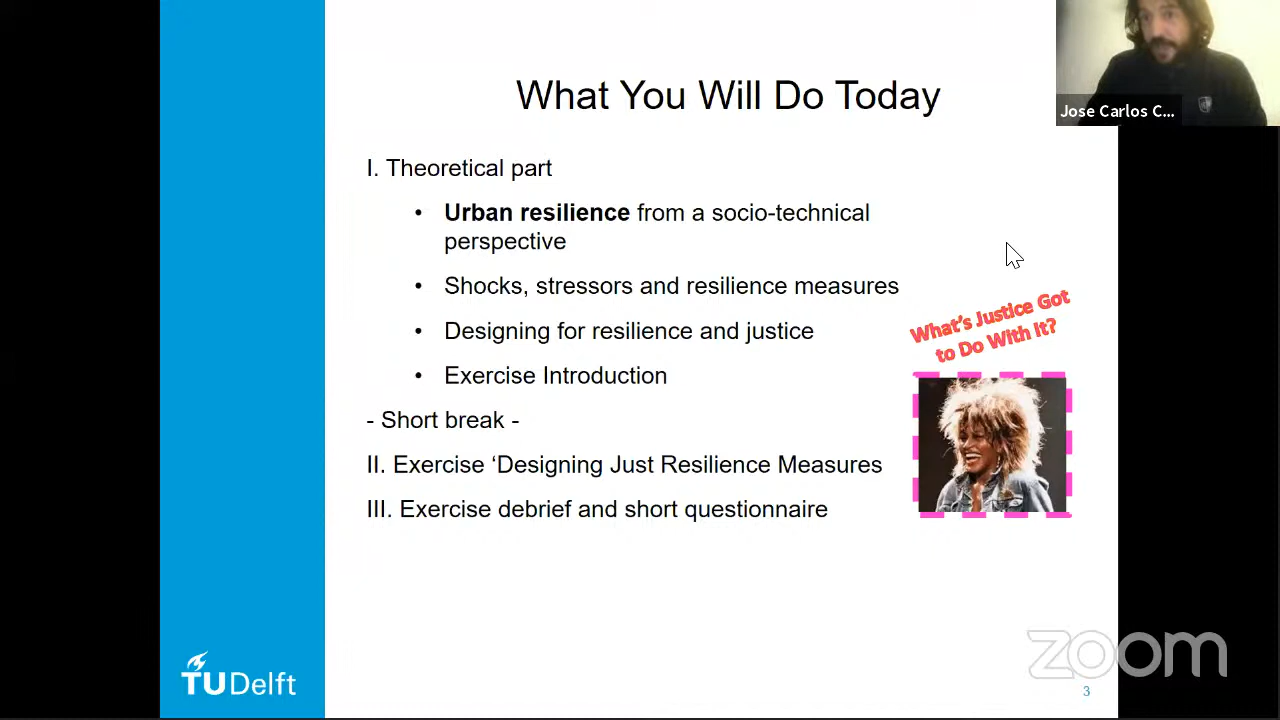 What You Will Do Today
Jose Carlos C...
I. Theoretical part
• Urban resilience from a socio-technical
perspective
• Shocks, stressors and resilience measures
• Designing for resilience and justice
• Exercise Introduction
What's Justice Got
to Do With It?
- Short break -
II. Exercise ‘Designing Just Resilience Measures
III. Exercise debrief and short questionnaire
TUDelft
zoom
3